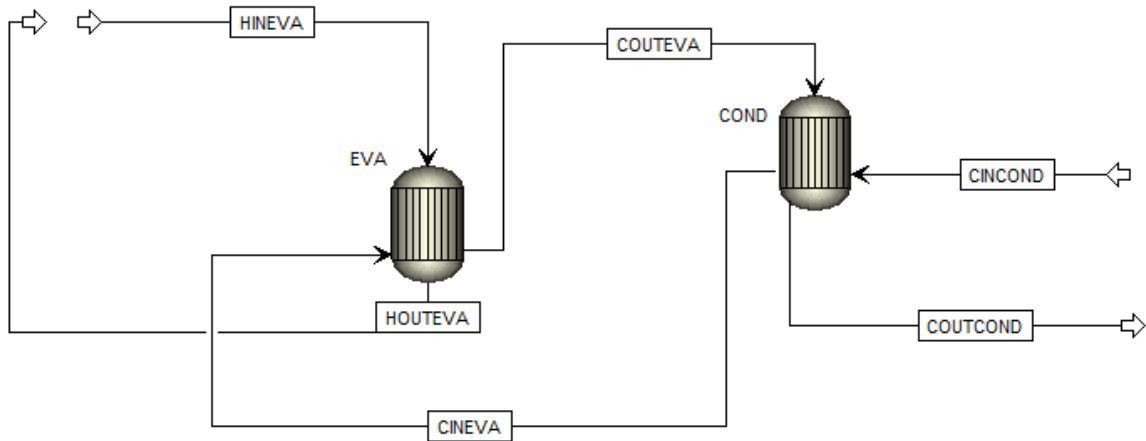 HINEVA
COUTEVA
COND
EVA
CINCOND
HOUTEVA
COUTCOND
CINEVA